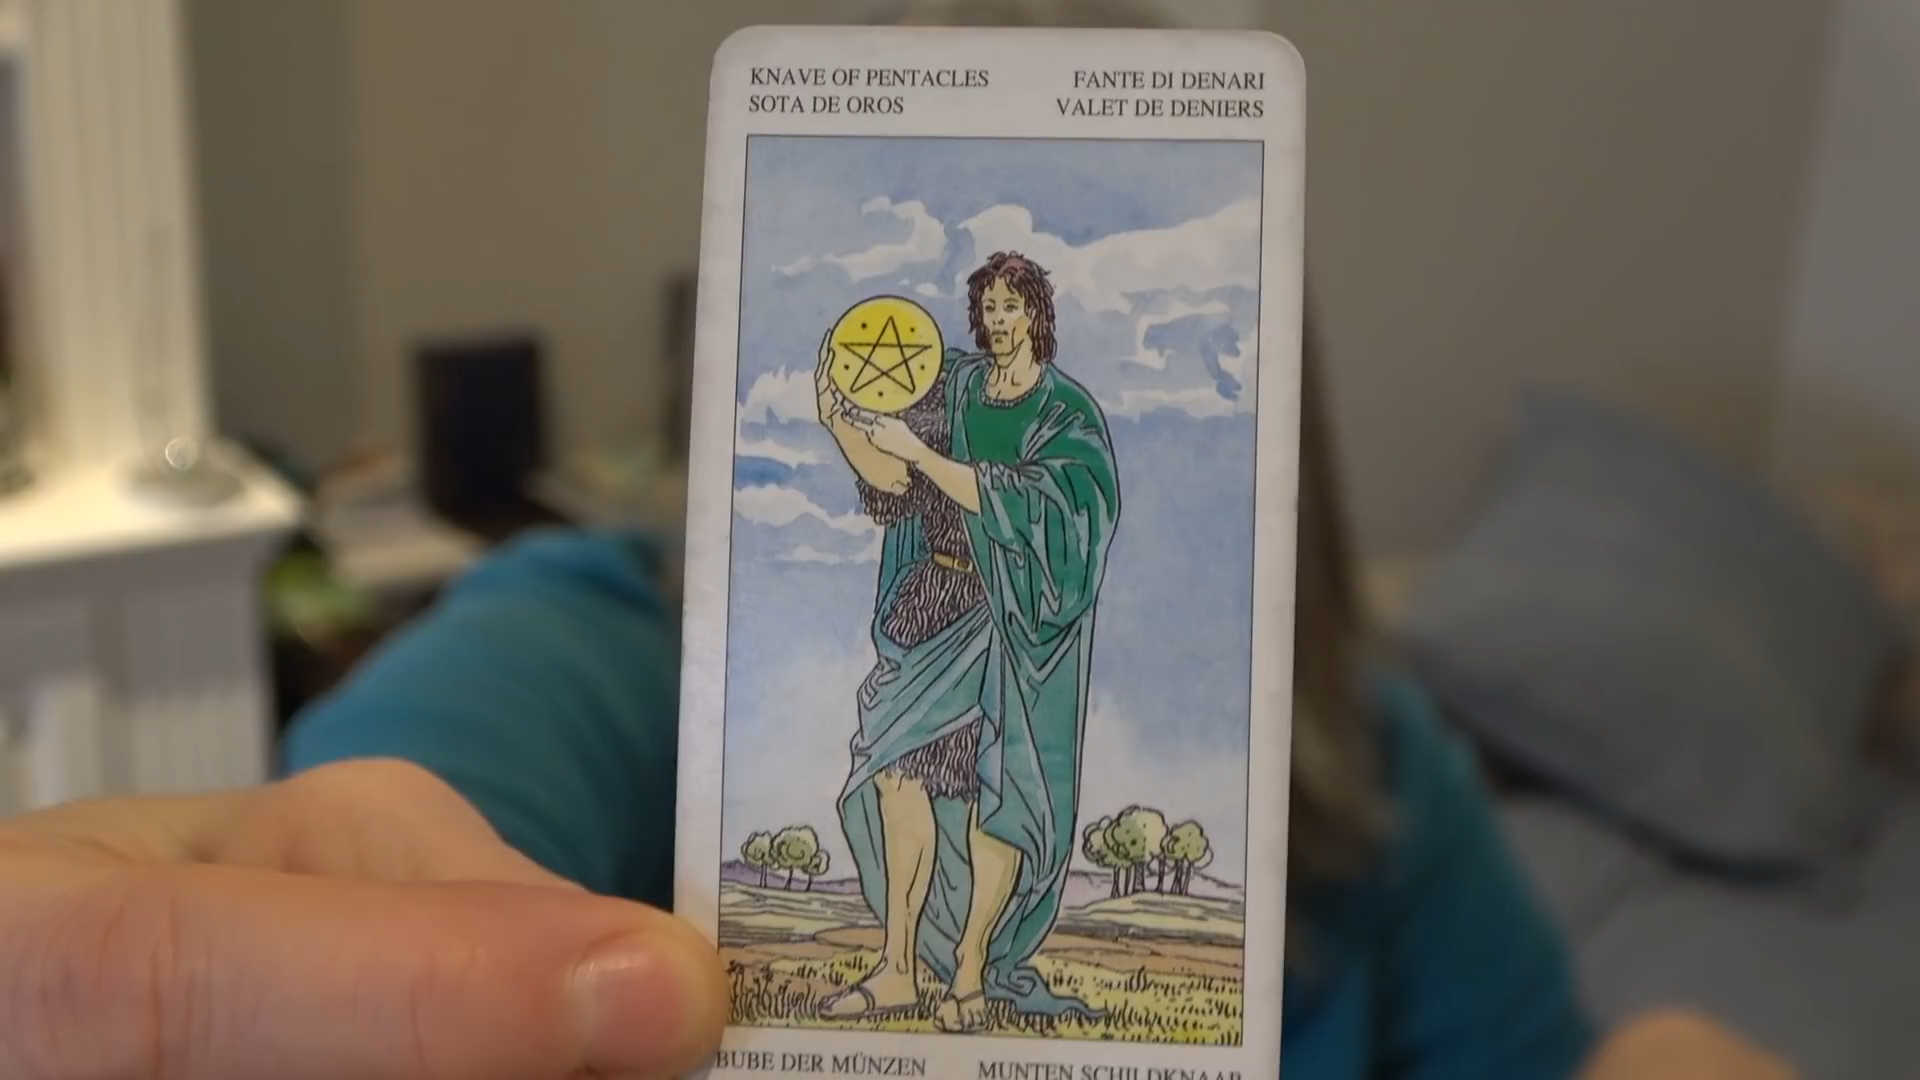 KNAVE OF PENTACLES
SOTA DE OROS
FANTE DI DENARI
VALET DE DENIERS
BUBE DER MÜNZEN
MUNTEN SCHILDKNAAP